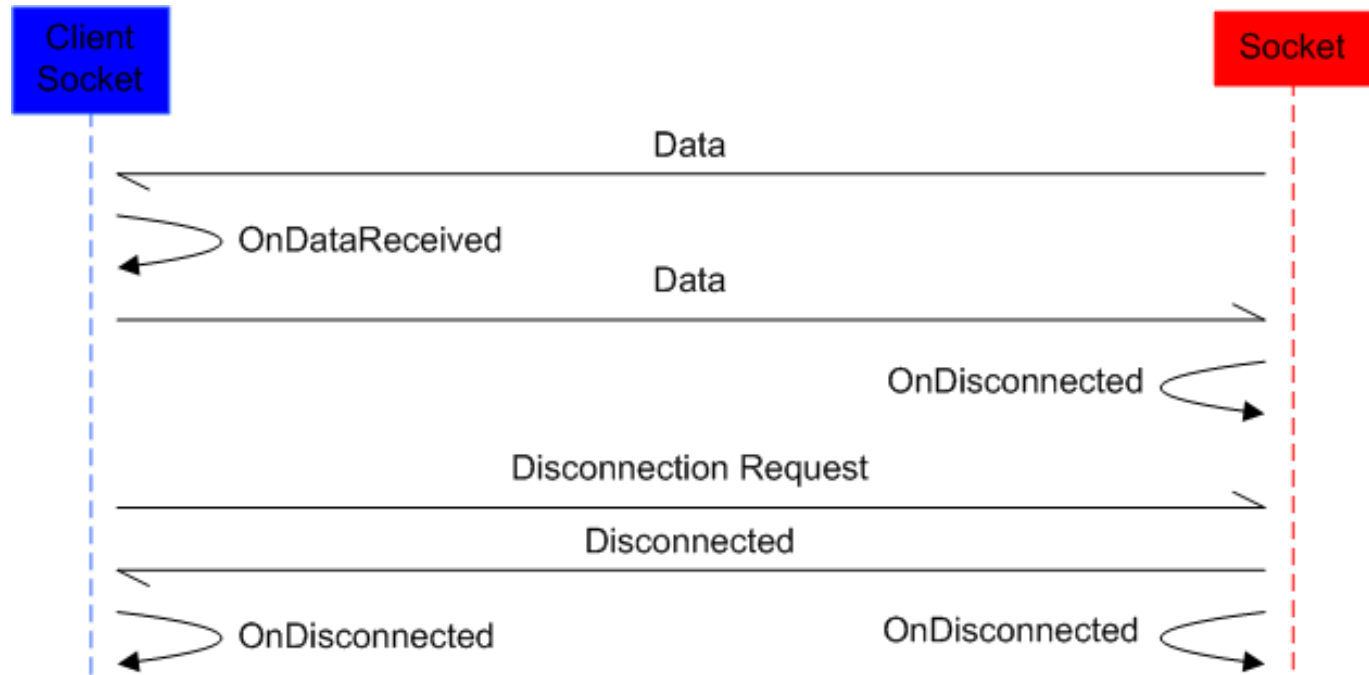 Client
Socket
Socket
Data
OnDataReceived
Data
OnDisconnected
Disconnection Request
Disconnected
OnDisconnected
OnDisconnected